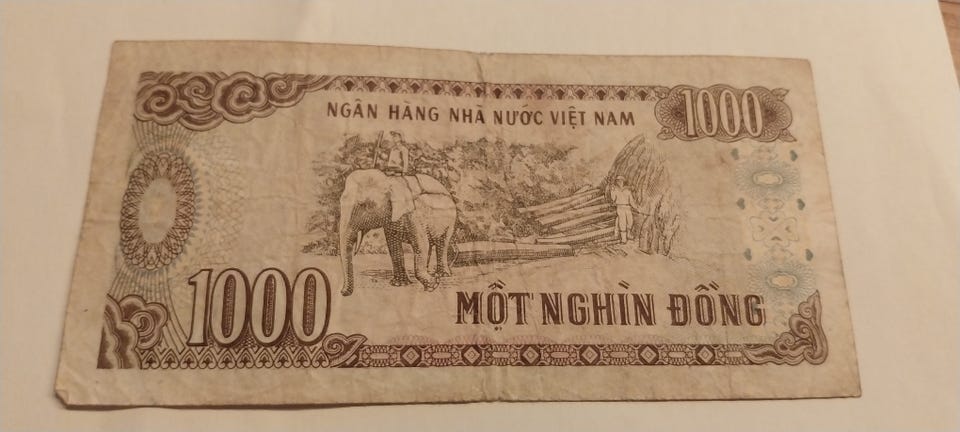 NGÂN HÀNG NHÀ NƯỚC VIỆT NAM
1000
1000
MỘT NGHÌN ĐỒNG